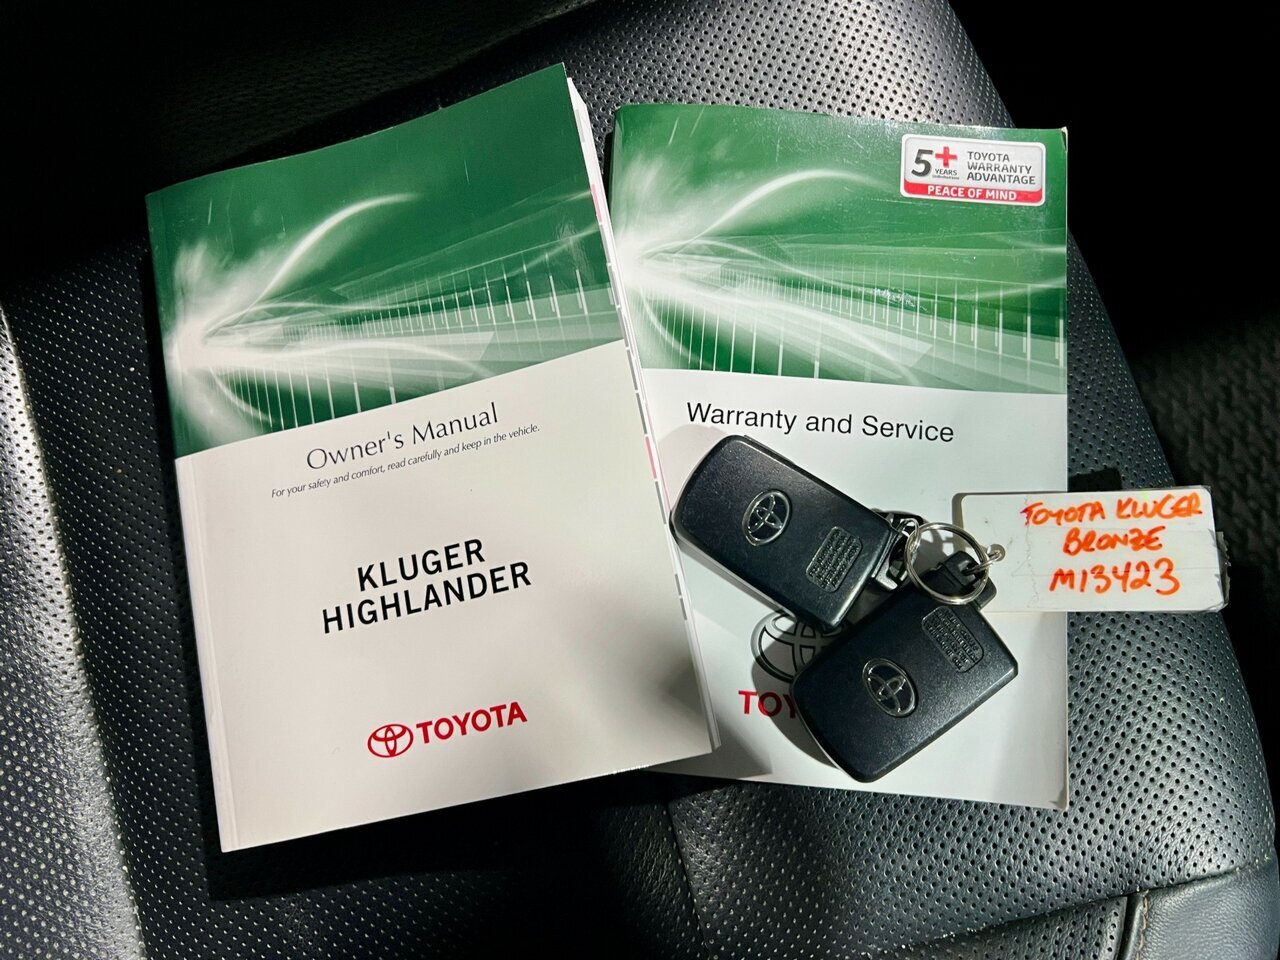 Owner's Manual
For your safety and comfort, read carefully and keep in the vehicle.
KLUGER
HIGHLANDER
TOYOTA
5+
YEARS
TOYOTA
WARRANTY
ADVANTAGE
PEACE OF MIND
Warranty and Service
TOY
TOYOTA KLUGER
BRONZE
M13423